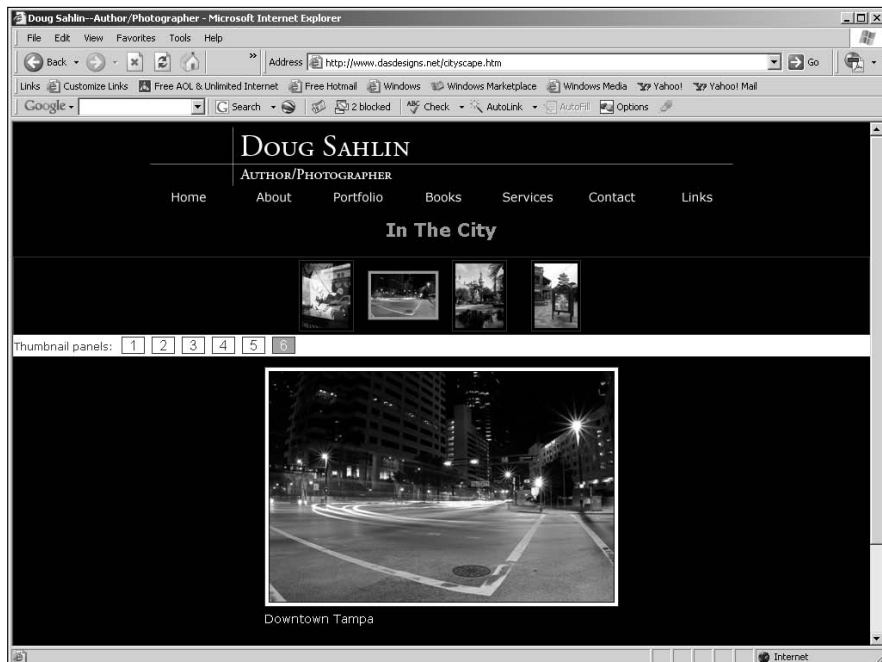 Doug Sahlin--Author/Photographer - Microsoft Internet Explorer
File Edit View Favorites Tools Help
Back » Address http://www.dasdesigns.net/cityscape.htm Go
Links Customize Links Free AOL & Unlimited Internet Free Hotmail Windows Windows Marketplace Windows Media Yahoo! Yahoo! Mail
Google G Search 2 blocked ABC Check AutoLink AutoFill Options
DOUG SAHLIN
AUTHOR/PHOTOGRAPHER
Home About Portfolio Books Services Contact Links
In The City
Thumbnail panels: 1 2 3 4 5 6
Downtown Tampa
Internet